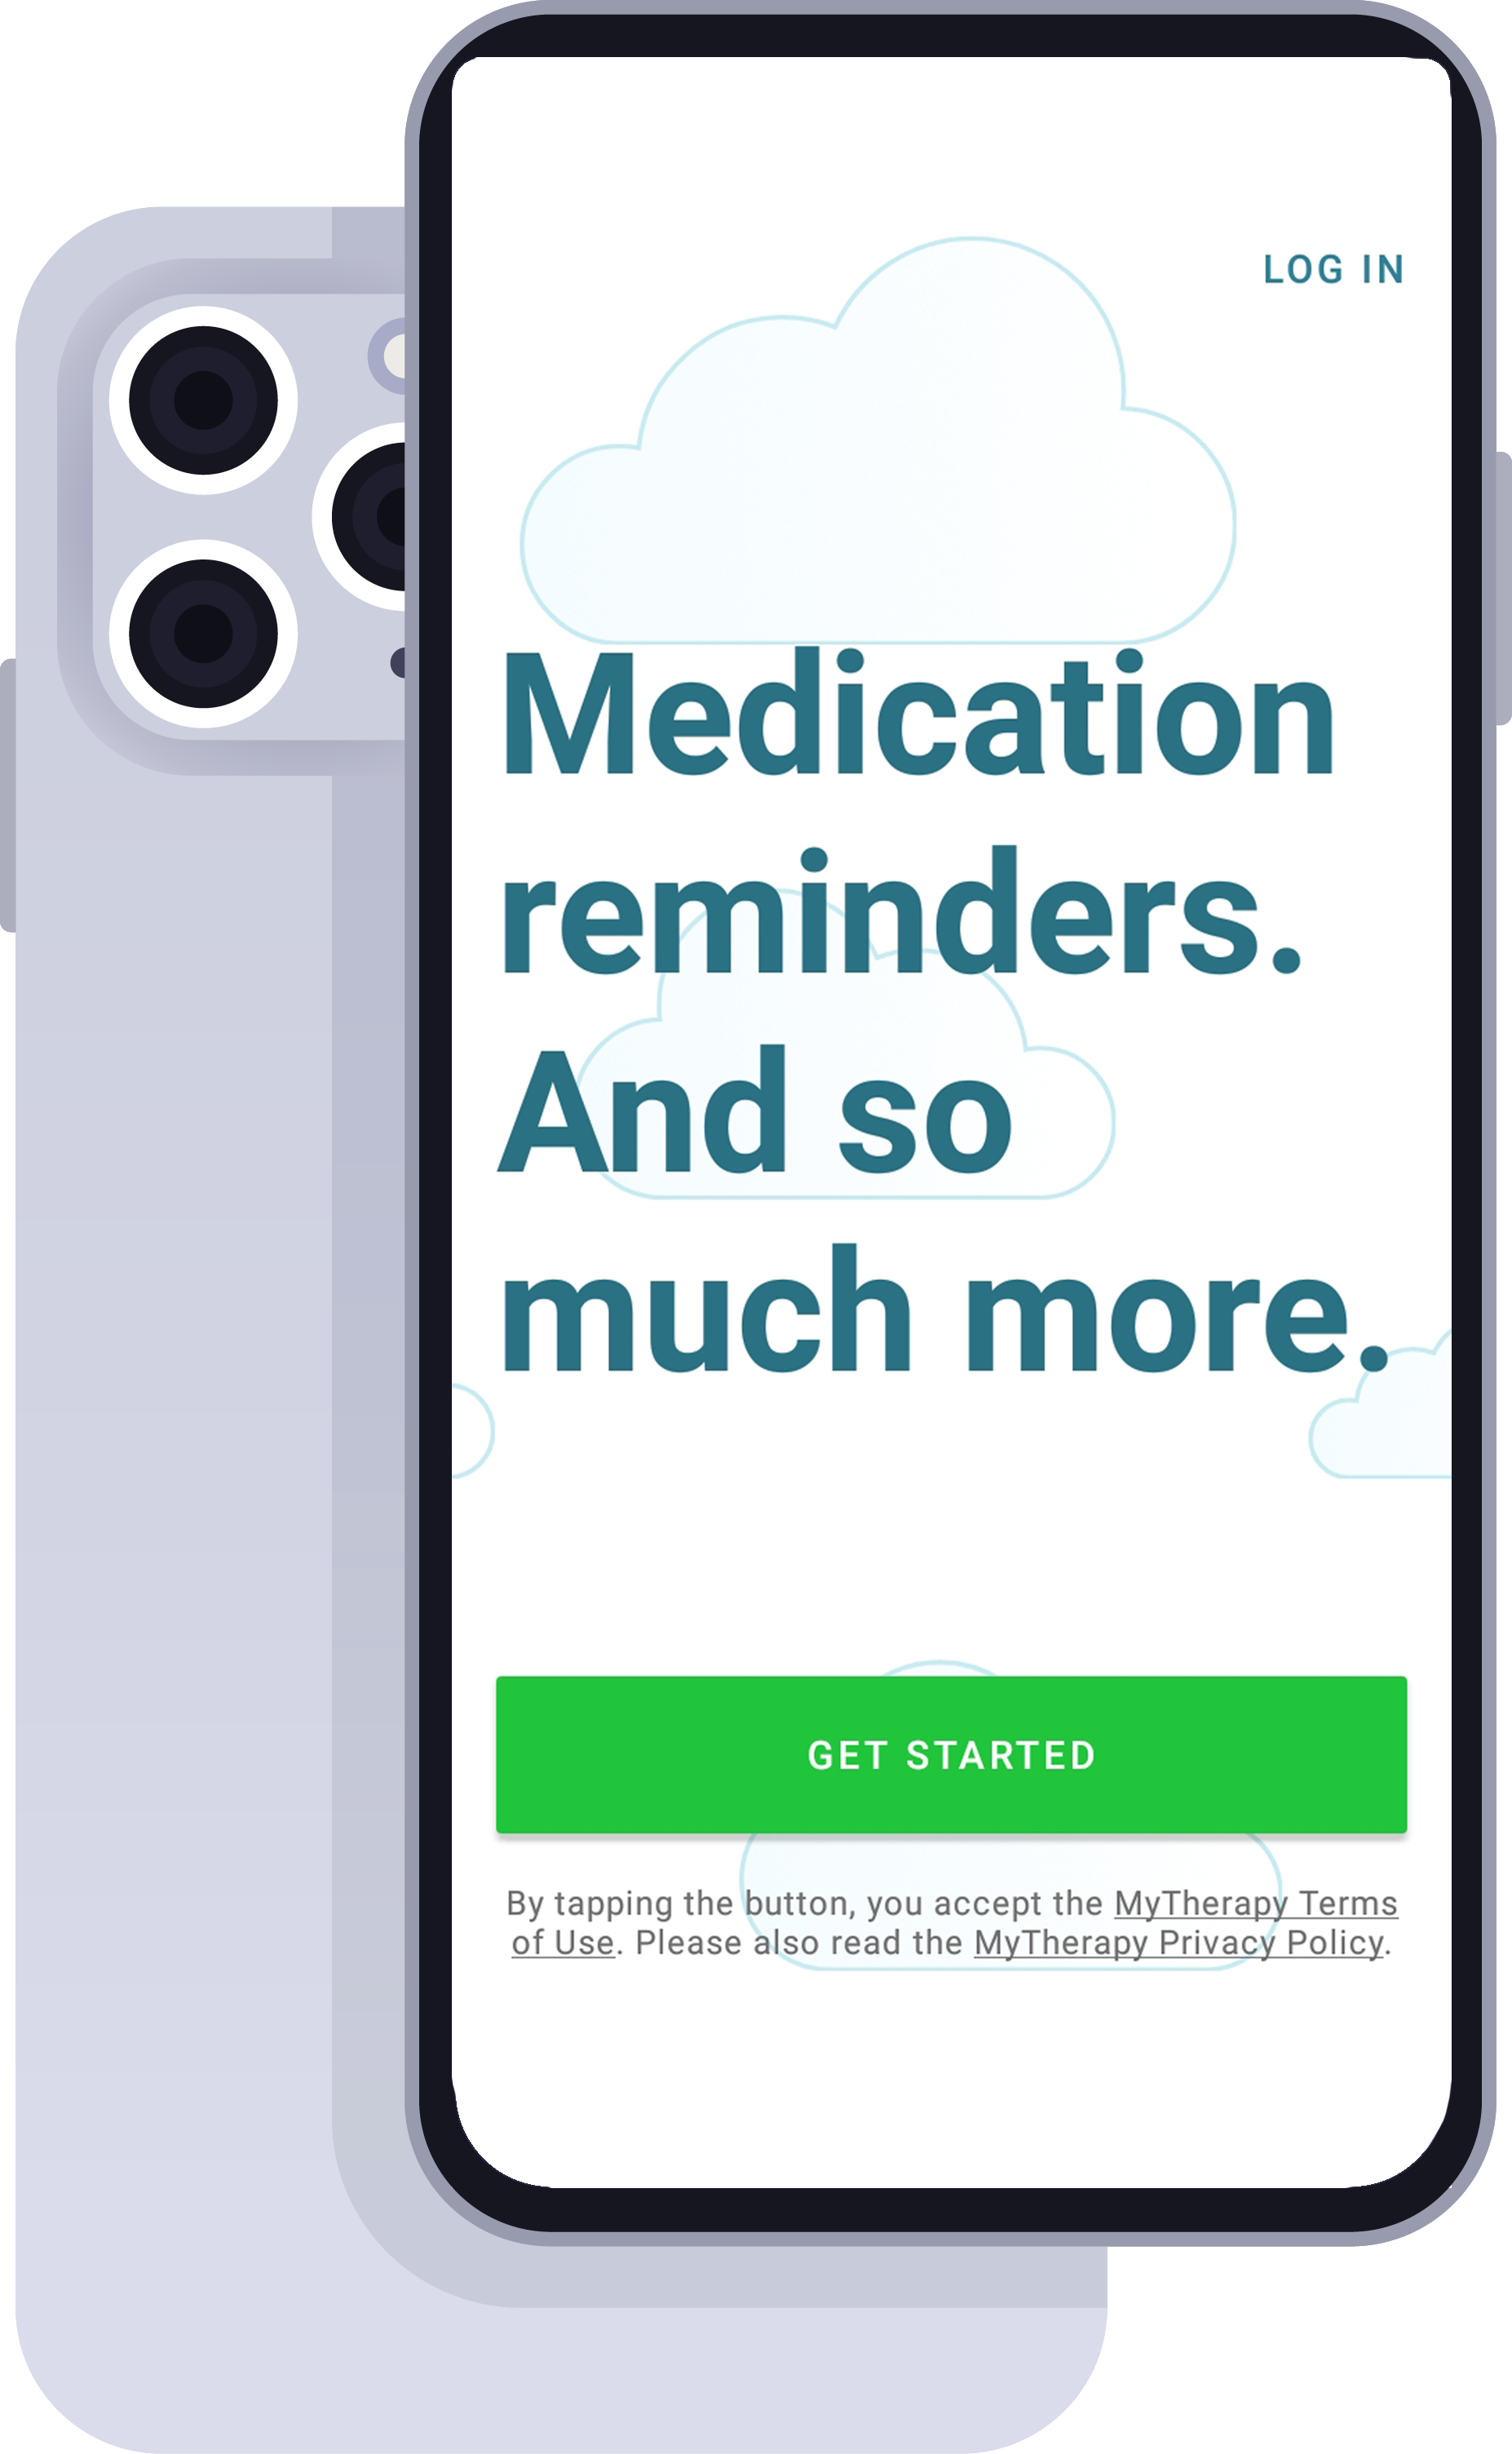 LOG IN
Medication
reminders.
And so
much more.
GET STARTED
By tapping the button, you accept the MyTherapy Terms
of Use. Please also read the MyTherapy Privacy Policy.